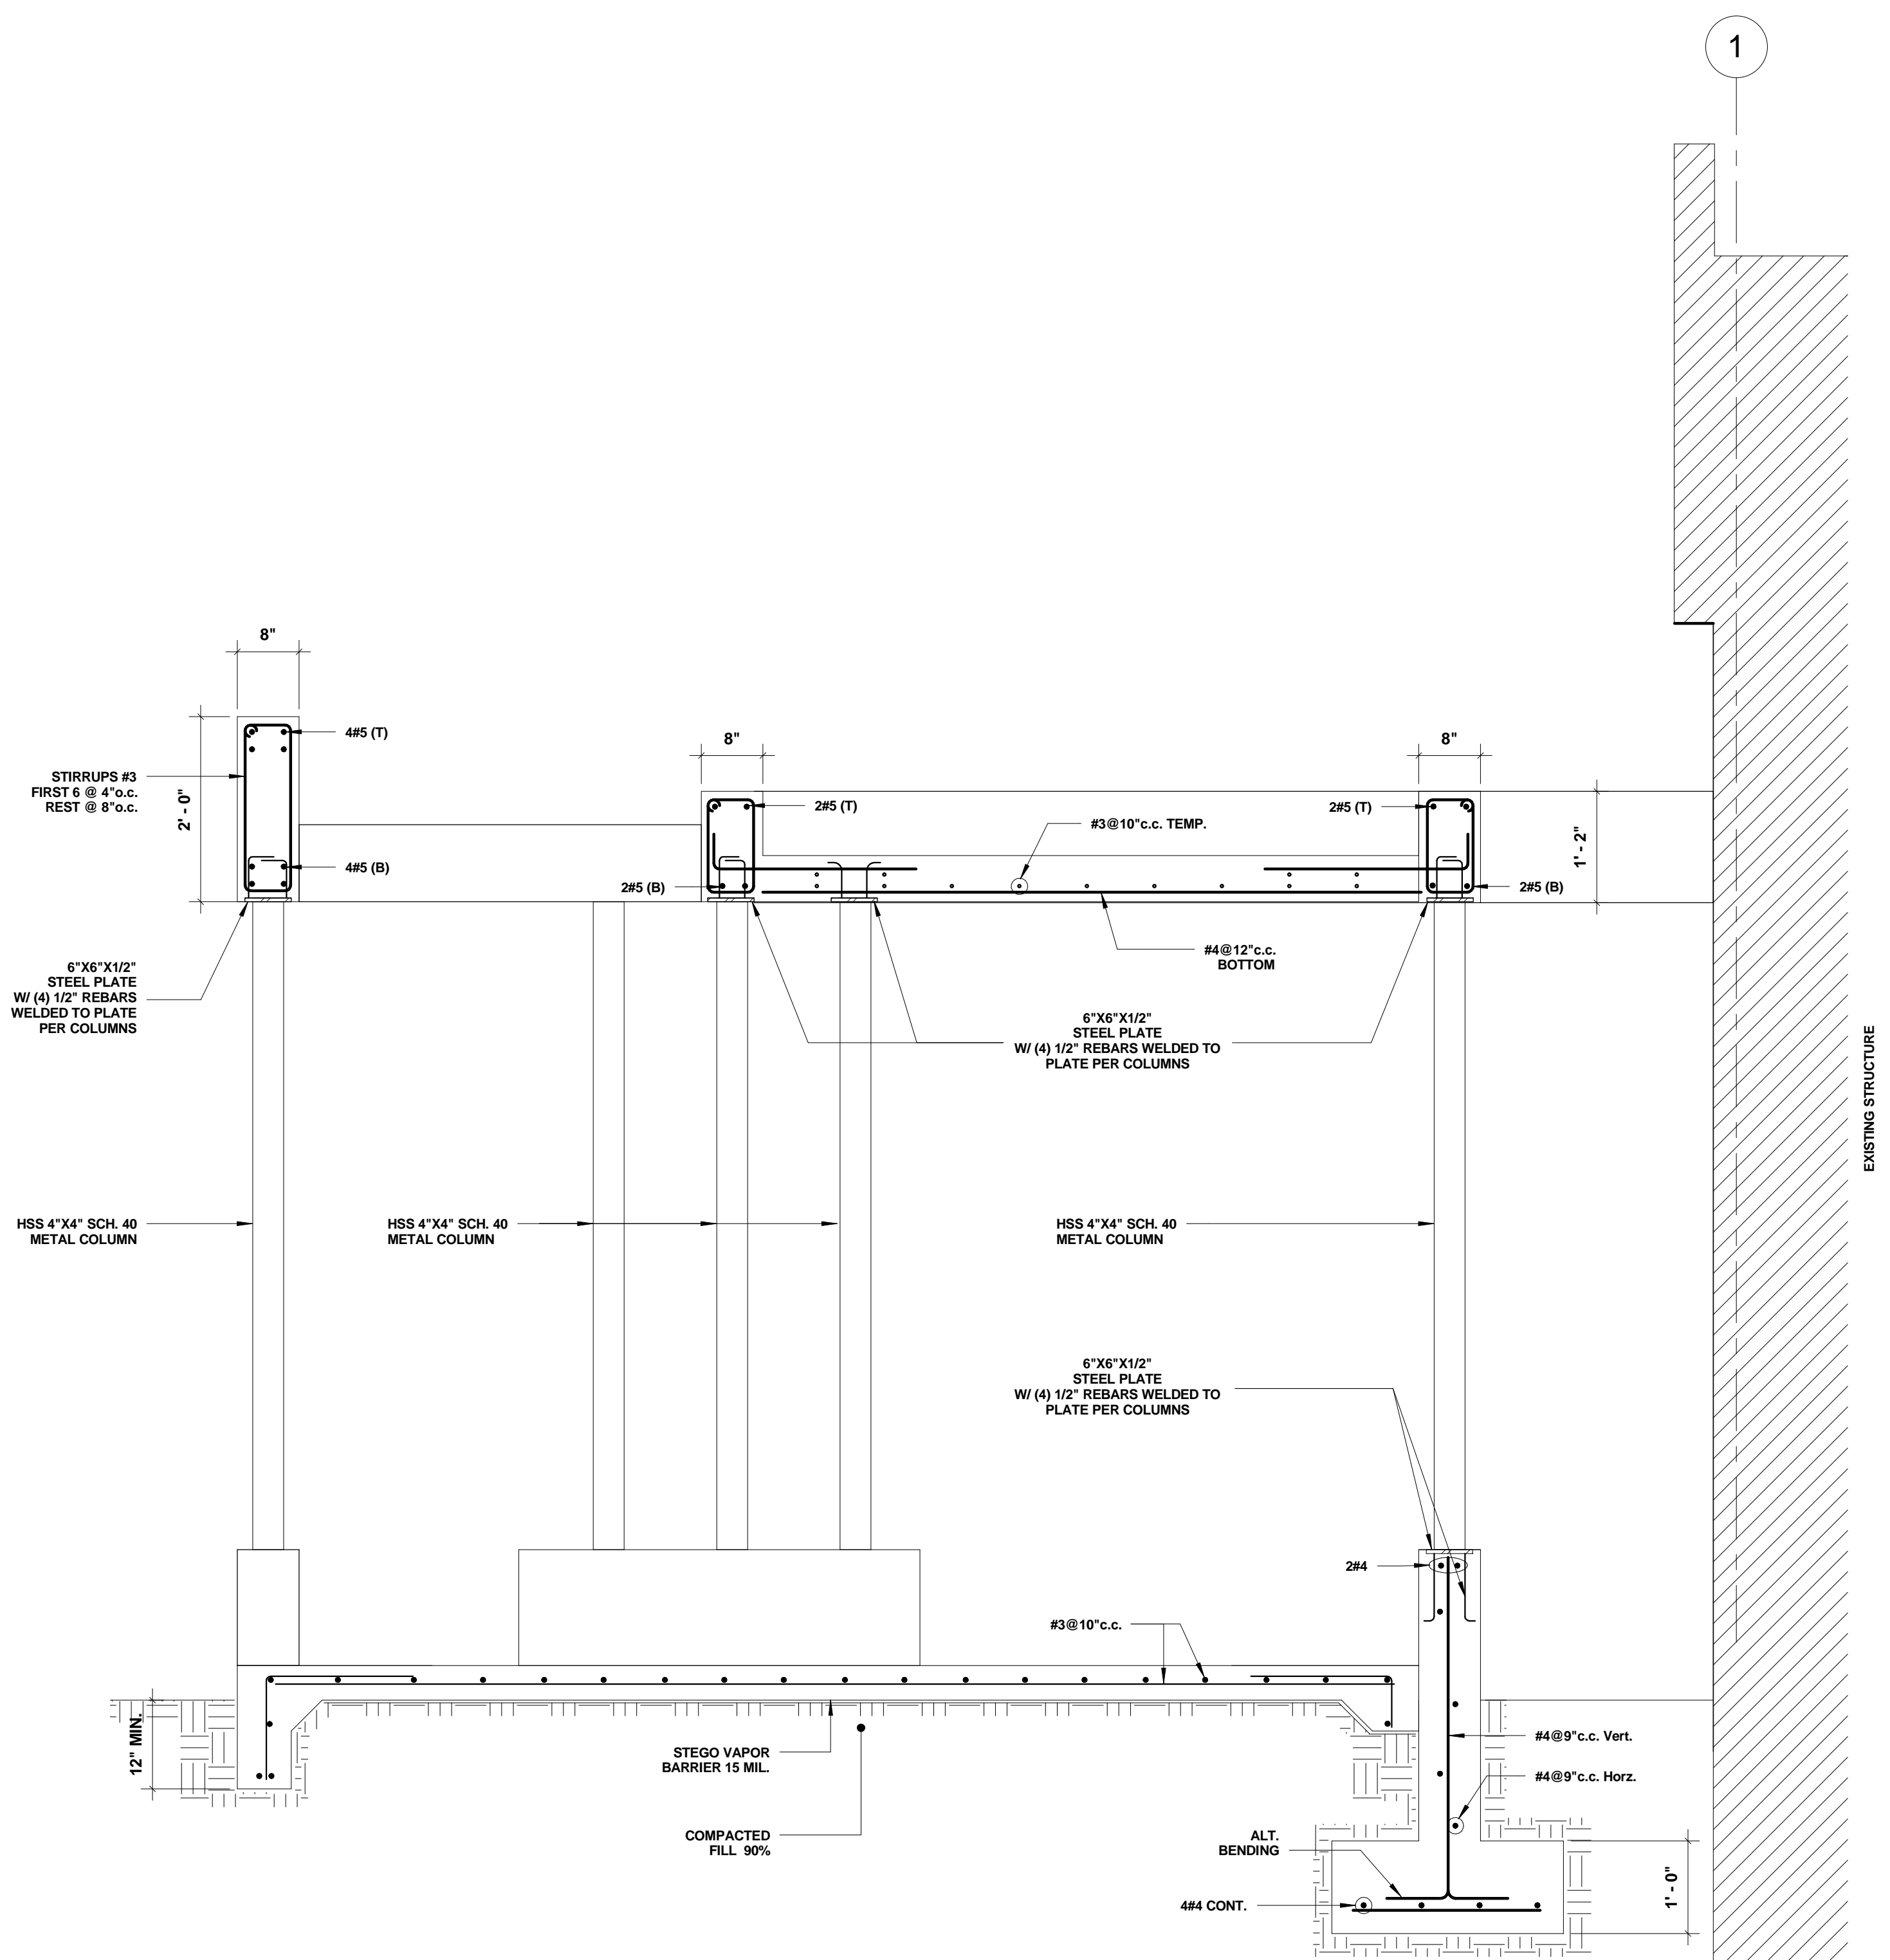 1
8"
4#5 (T)
STIRRUPS #3
FIRST 6 @ 4"o.c.
REST @ 8"o.c.
2' - 0"
4#5 (B)
8"
8"
2#5 (T)
2#5 (T)
#3@10"c.c. TEMP.
1' - 2"
2#5 (B)
2#5 (B)
#4@12"c.c.
BOTTOM
6"X6"X1/2"
STEEL PLATE
W/ (4) 1/2" REBARS
WELDED TO PLATE
PER COLUMNS
6"X6"X1/2"
STEEL PLATE
W/ (4) 1/2" REBARS WELDED TO
PLATE PER COLUMNS
EXISTING STRUCTURE
HSS 4"X4" SCH. 40
METAL COLUMN
HSS 4"X4" SCH. 40
METAL COLUMN
HSS 4"X4" SCH. 40
METAL COLUMN
6"X6"X1/2"
STEEL PLATE
W/ (4) 1/2" REBARS WELDED TO
PLATE PER COLUMNS
2#4
#3@10"c.c.
12" MIN.
STEGO VAPOR
BARRIER 15 MIL.
#4@9"c.c. Vert.
#4@9"c.c. Horz.
COMPACTED
FILL 90%
ALT.
BENDING
4#4 CONT.
1' - 0"